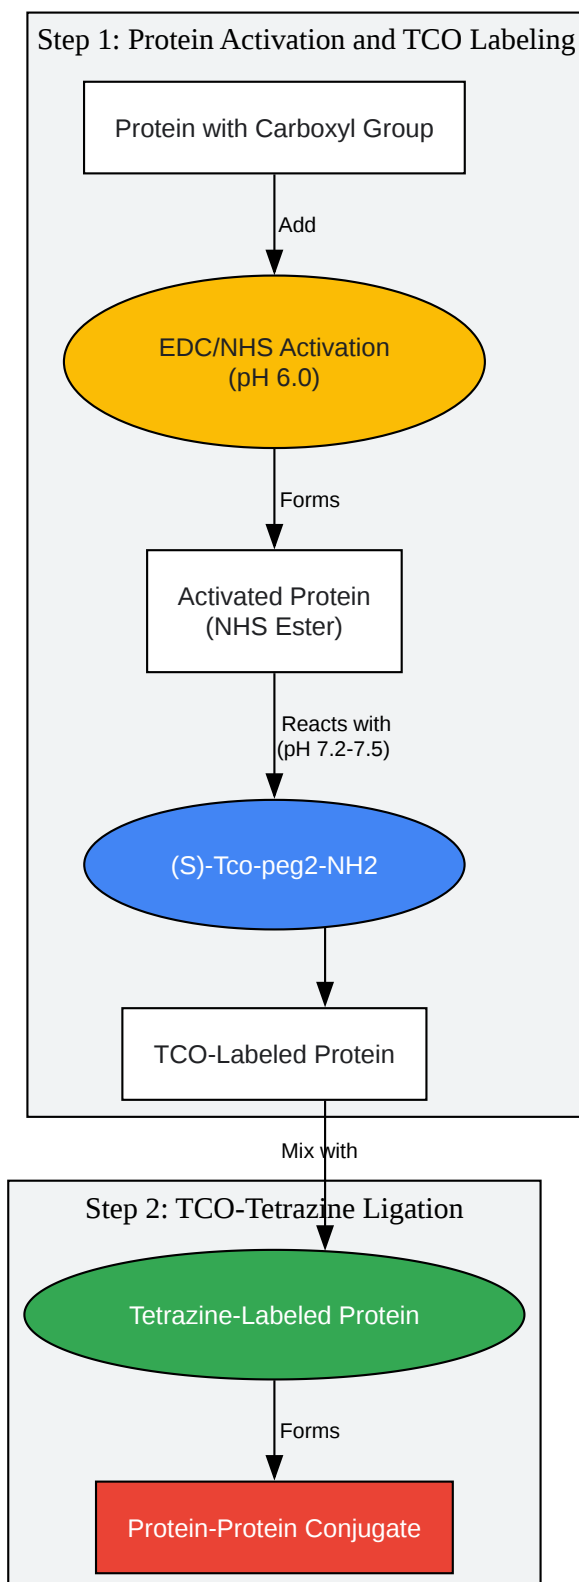 Step 1: Protein Activation and TCO Labeling
Protein with Carboxyl Group
Add
EDC/NHS Activation
(pH 6.0)
Forms
Activated Protein
(NHS Ester)
Reacts with
(pH 7.2-7.5)
(S)-Tco-peg2-NH2
TCO-Labeled Protein
Mix with
Step 2: TCO-Tetrazine Ligation
Tetrazine-Labeled Protein
Forms
Protein-Protein Conjugate